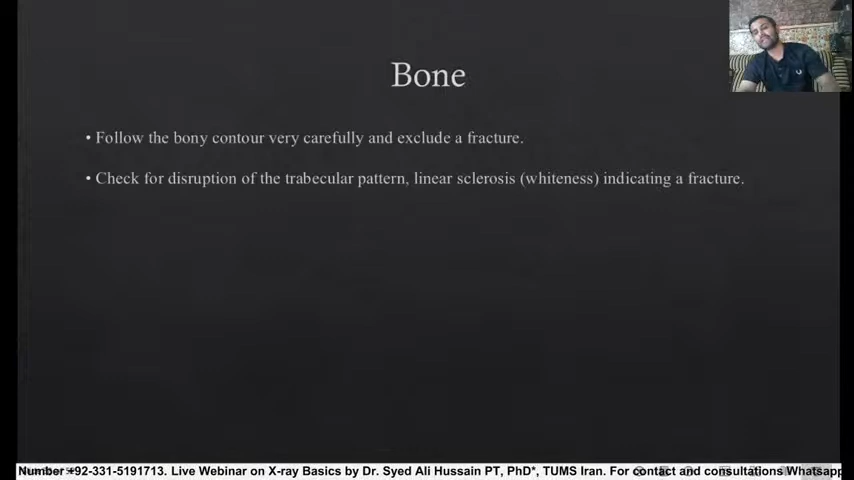 Bone
• Follow the bony contour very carefully and exclude a fracture.
• Check for disruption of the trabecular pattern, linear sclerosis (whiteness) indicating a fracture.
Number +92-331-5191713. Live Webinar on X-ray Basics by Dr. Syed Ali Hussain PT, PhD*, TUMS Iran. For contact and consultations Whatsapp